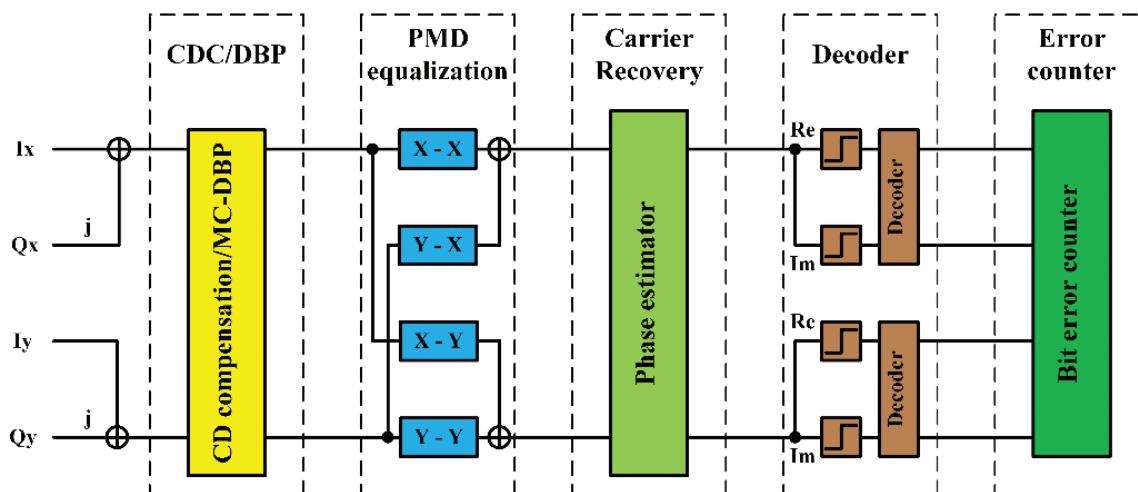 CDC/DBP
PMD
equalization
Carrier
Recovery
Decoder
Error
counter
Ix
j
Qx
Iy
j
Qy
CD compensation/MC-DBP
X - X
Y - X
X - Y
Y - Y
Phase estimator
Re
Im
Decoder
Re
Im
Decoder
Bit error counter